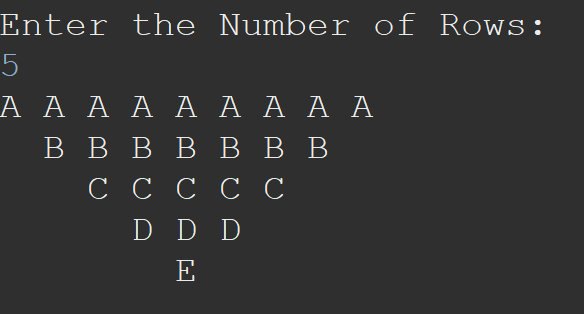 Enter the Number of Rows:
5
A A A A A A A A A
B B B B B B B
C C C C C
D D D
E